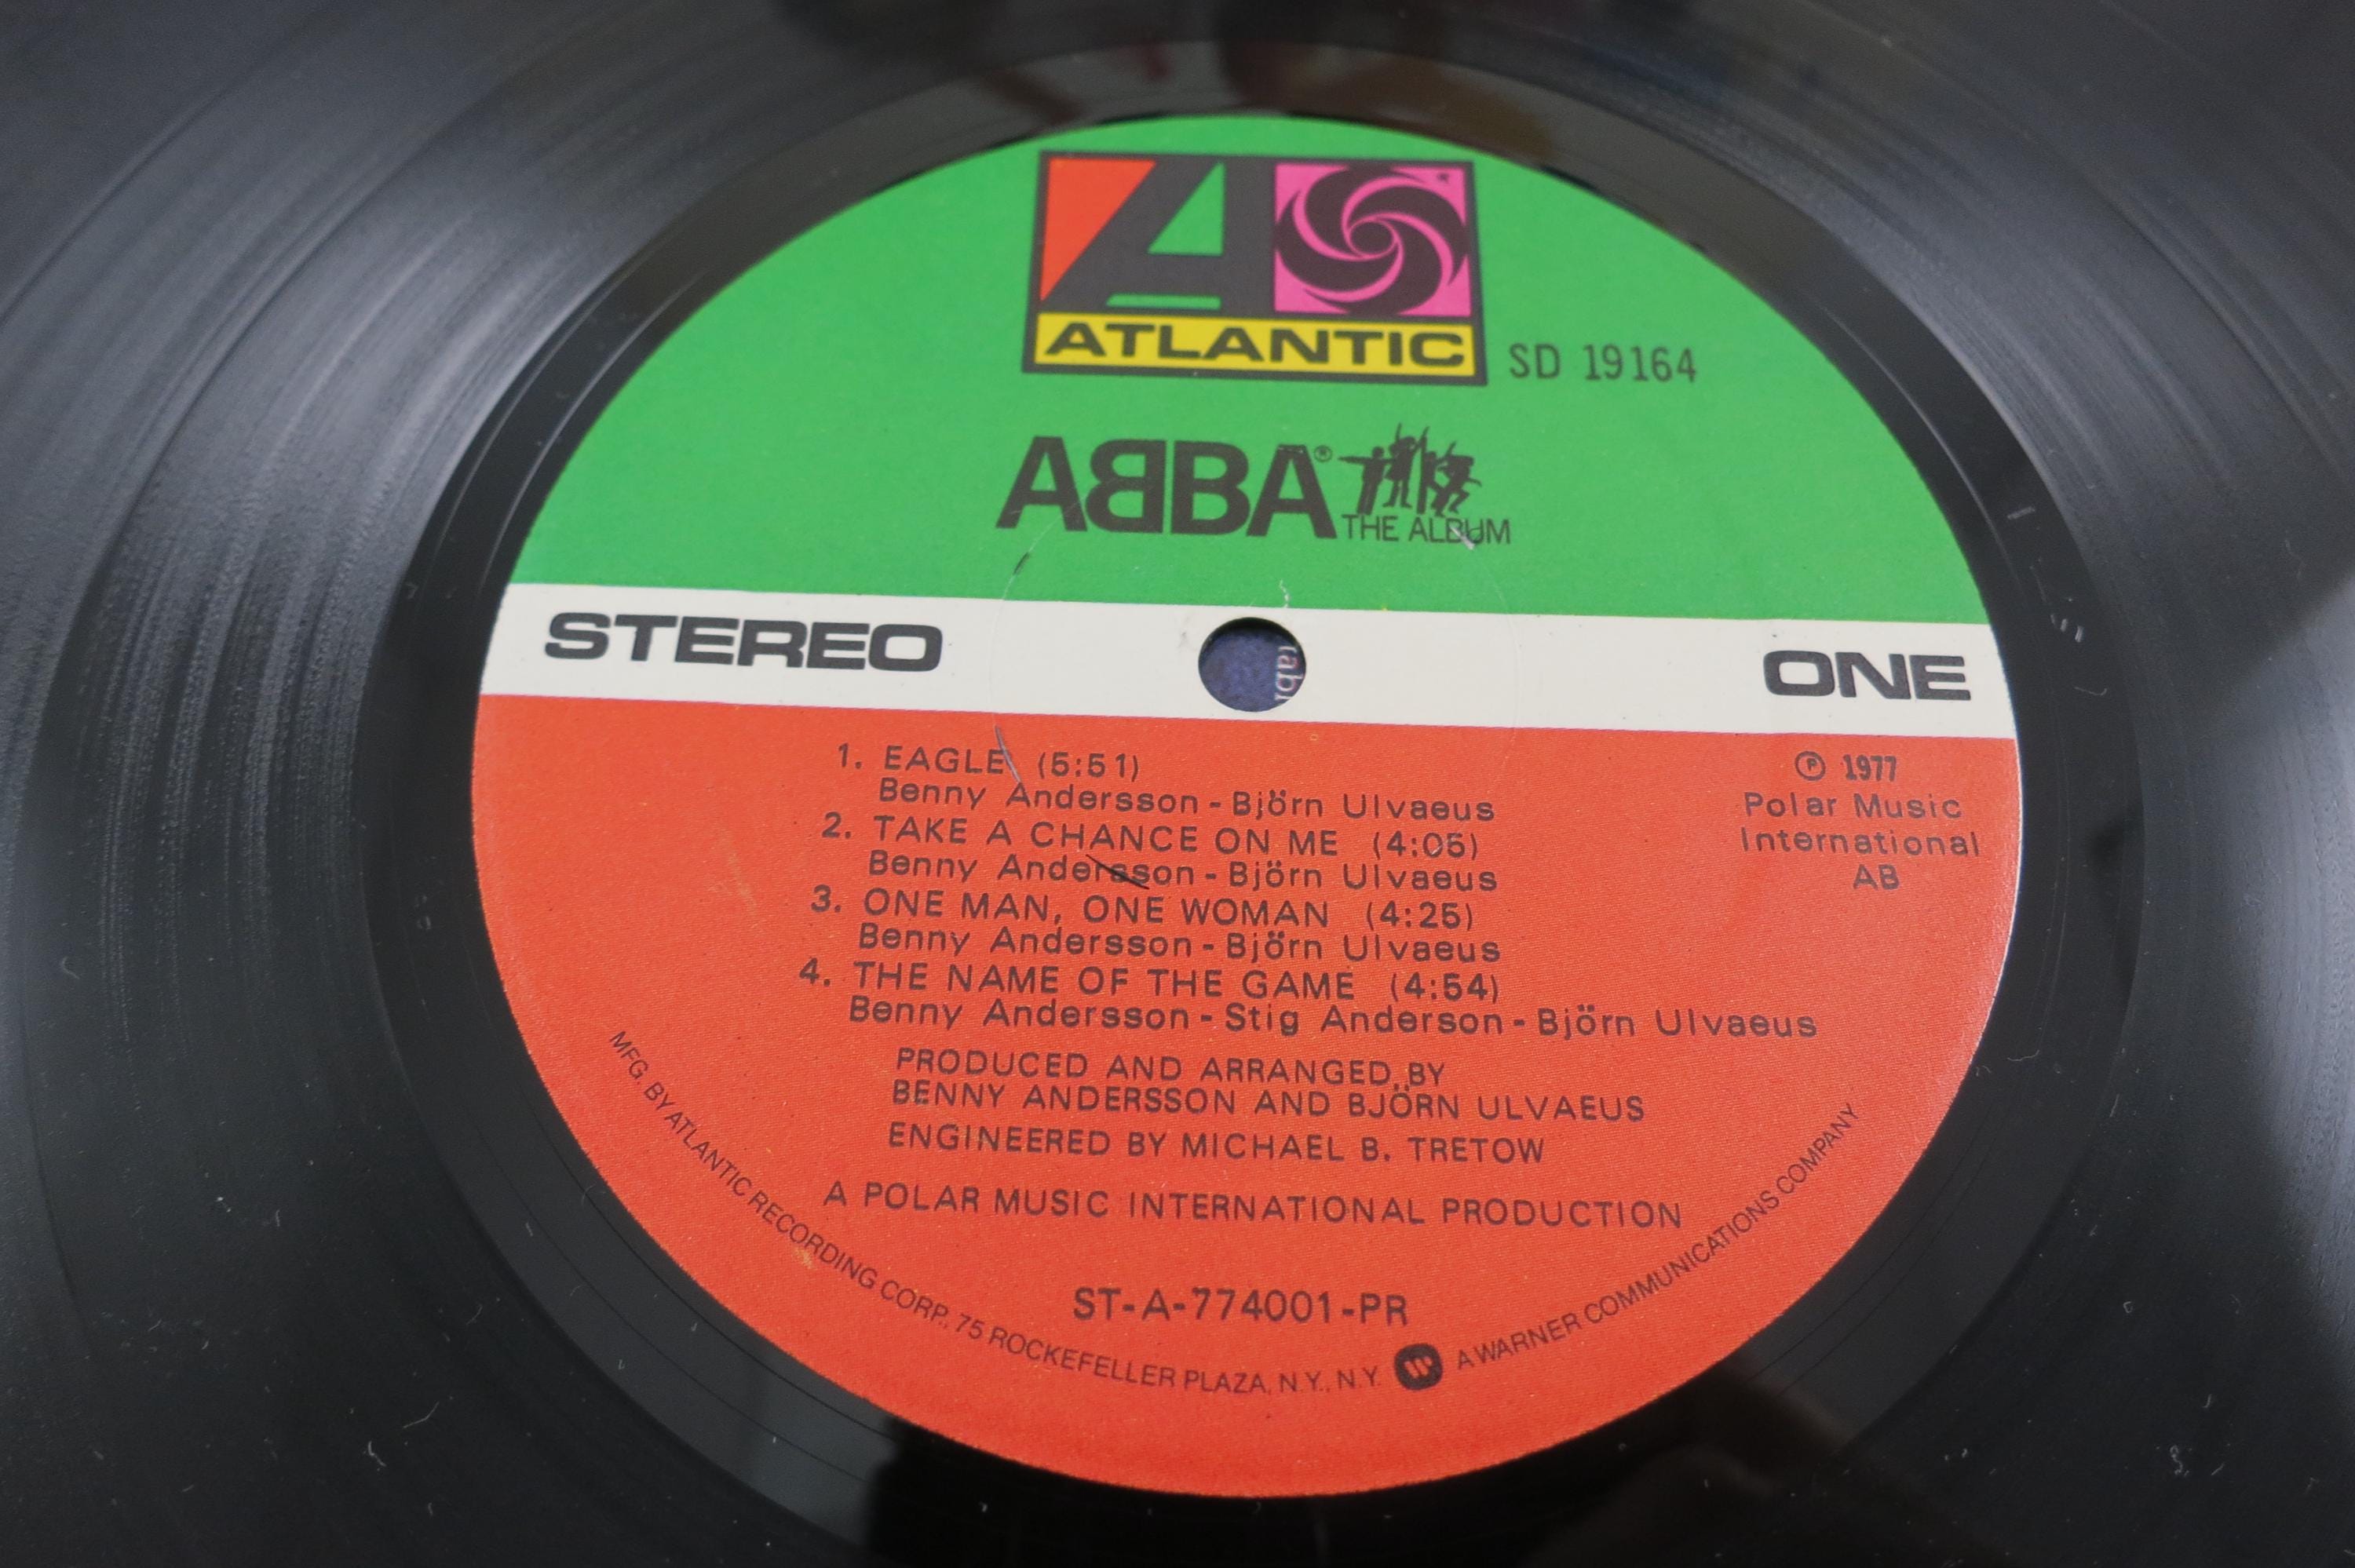 ATLANTIC
SD 19164
ABBA®
THE ALBUM
STEREO
ONE
1. EAGLE (5:51)
Benny Andersson - Björn Ulvaeus
2. TAKE A CHANCE ON ME (4:05)
Benny Andersson - Björn Ulvaeus
3. ONE MAN, ONE WOMAN (4:25)
Benny Andersson - Björn Ulvaeus
4. THE NAME OF THE GAME (4:54)
Benny Andersson - Stig Anderson - Björn Ulvaeus
℗ 1977
Polar Music
International
AB
PRODUCED AND ARRANGED BY
BENNY ANDERSSON AND BJÖRN ULVAEUS
ENGINEERED BY MICHAEL B. TRETOW
A POLAR MUSIC INTERNATIONAL PRODUCTION
ST-A-774001-PR
MFG. BY ATLANTIC RECORDING CORP., 75 ROCKEFELLER PLAZA, N.Y., N.Y. A WARNER COMMUNICATIONS COMPANY